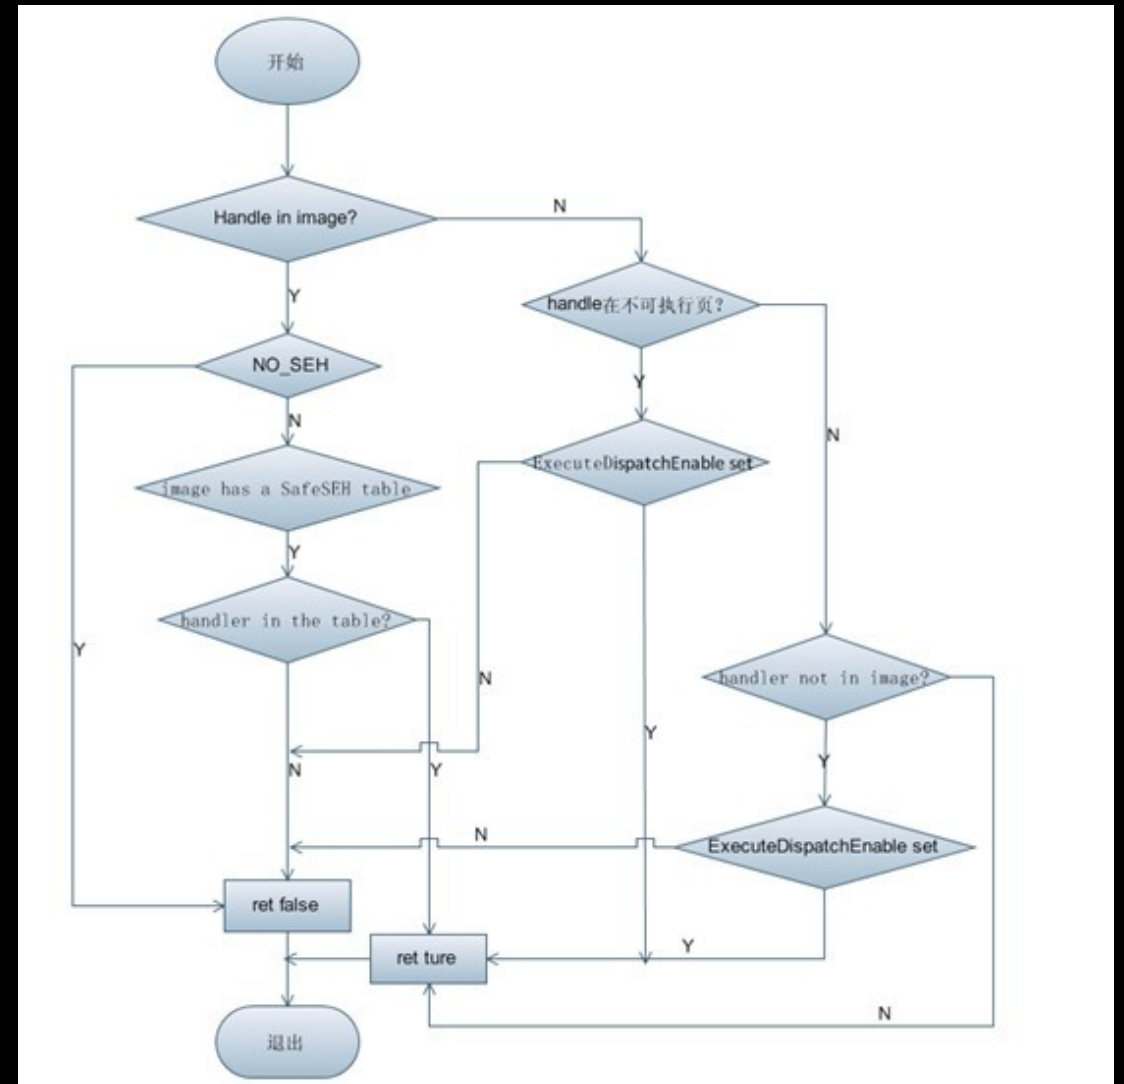 开始
Handle in image?
N
handle在不可执行页?
Y
NO_SEH
Y
N
N
ExecuteDispatchEnable set
image has a SafeSEH table
Y
handler in the table?
Y
N
handler not in image?
Y
N
Y
Y
N
ExecuteDispatchEnable set
ret false
Y
ret ture
N
退出